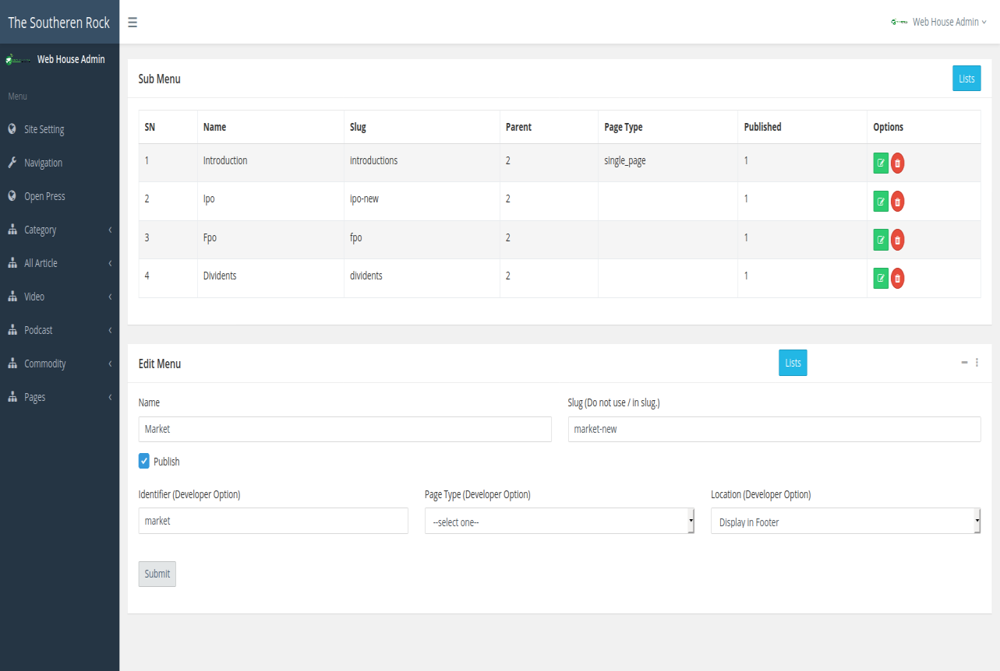 The Southeren Rock
Web House Admin
Web House Admin
Menu
Site Setting
Navigation
Open Press
Category
All Article
Video
Podcast
Commodity
Pages
Sub Menu Lists
SN Name Slug Parent Page Type Published Options
1 Introduction introductions 2 single_page 1
2 Ipo ipo-new 2 1
3 Fpo fpo 2 1
4 Dividents dividents 2 1
Edit Menu Lists
Name Slug (Do not use / in slug.)
Market market-new
Publish
Identifier (Developer Option) Page Type (Developer Option) Location (Developer Option)
market --select one-- Display in Footer
Submit